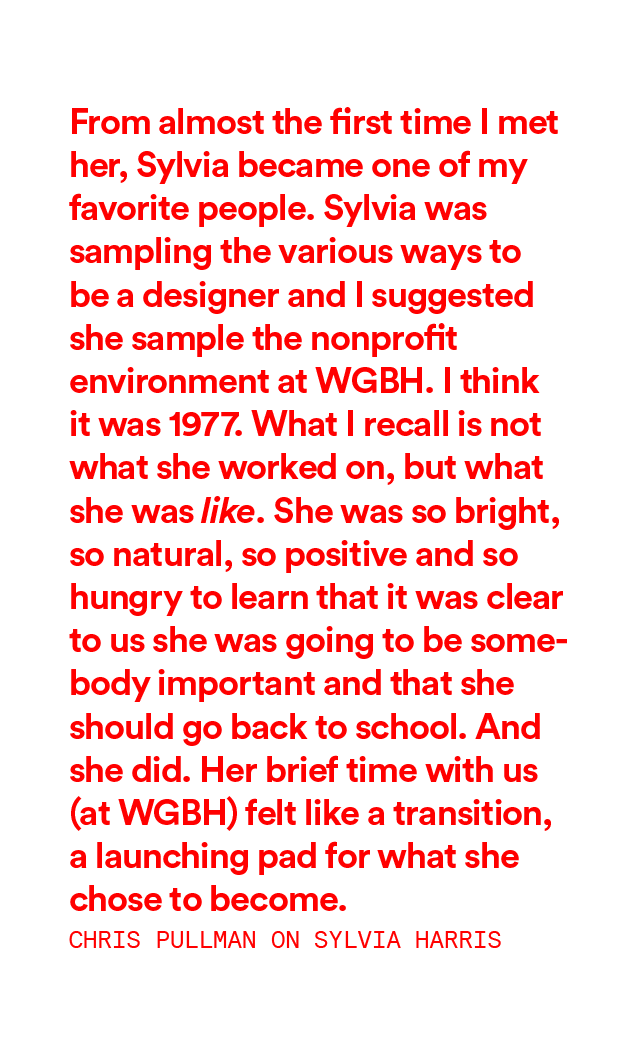 From almost the first time I met
her, Sylvia became one of my
favorite people. Sylvia was
sampling the various ways to
be a designer and I suggested
she sample the nonprofit
environment at WGBH. I think
it was 1977. What I recall is not
what she worked on, but what
she was like. She was so bright,
so natural, so positive and so
hungry to learn that it was clear
to us she was going to be some-
body important and that she
should go back to school. And
she did. Her brief time with us
(at WGBH) felt like a transition,
a launching pad for what she
chose to become.
CHRIS PULLMAN ON SYLVIA HARRIS